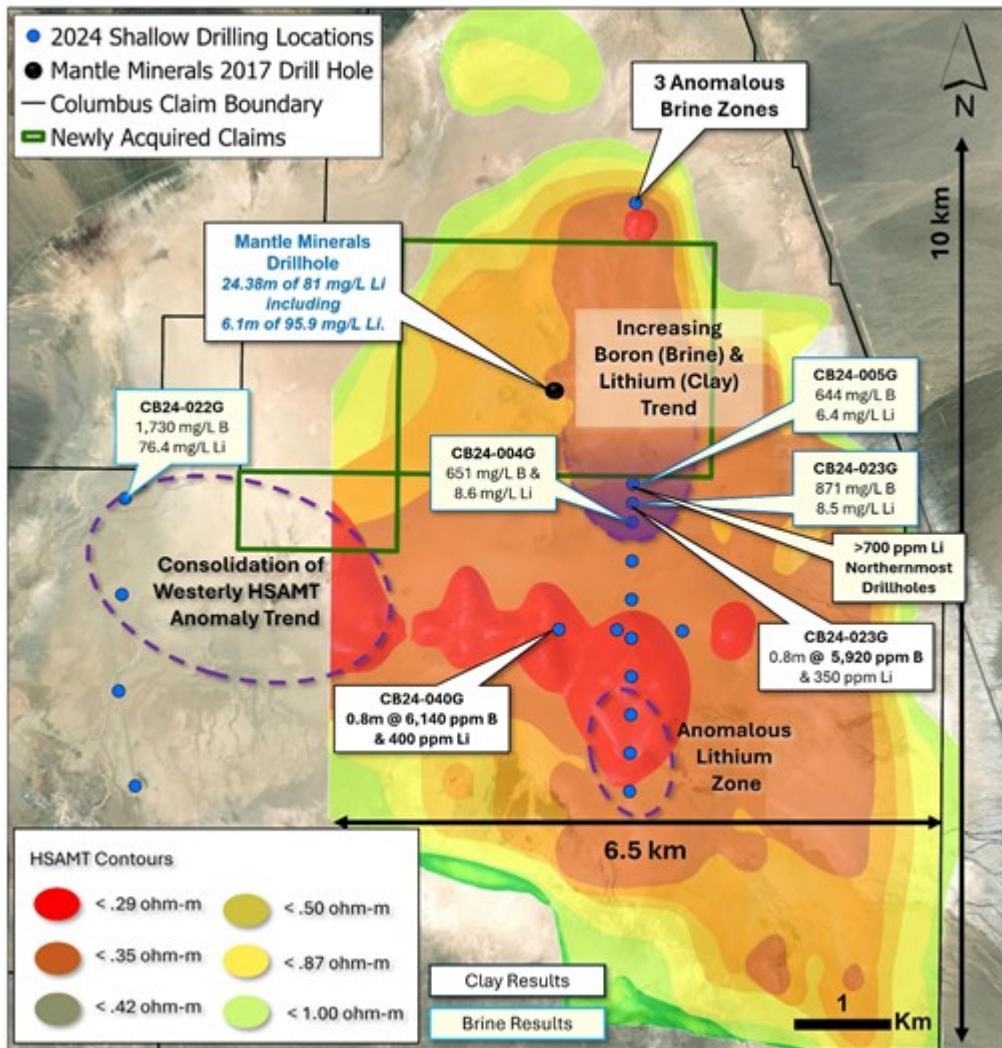 2024 Shallow Drilling Locations
Mantle Minerals 2017 Drill Hole
Columbus Claim Boundary
Newly Acquired Claims
3 Anomalous
Brine Zones
N
10 km
Mantle Minerals
Drillhole
24.38m of 81 mg/L Li
including
6.1m of 95.9 mg/L Li.
Increasing
Boron (Brine) &
Lithium (Clay)
Trend
CB24-005G
644 mg/L B
6.4 mg/L Li
CB24-022G
1,730 mg/L B
76.4 mg/L Li
CB24-004G
651 mg/L B &
8.6 mg/L Li
CB24-023G
871 mg/L B
8.5 mg/L Li
>700 ppm Li
Northernmost
Drillholes
Consolidation of
Westerly HSAMT
Anomaly Trend
CB24-023G
0.8m @ 5,920 ppm B
& 350 ppm Li
CB24-040G
0.8m @ 6,140 ppm B
& 400 ppm Li
Anomalous
Lithium
Zone
6.5 km
HSAMT Contours
< .29 ohm-m
< .50 ohm-m
< .35 ohm-m
< .87 ohm-m
< .42 ohm-m
< 1.00 ohm-m
Clay Results
Brine Results
1
Km